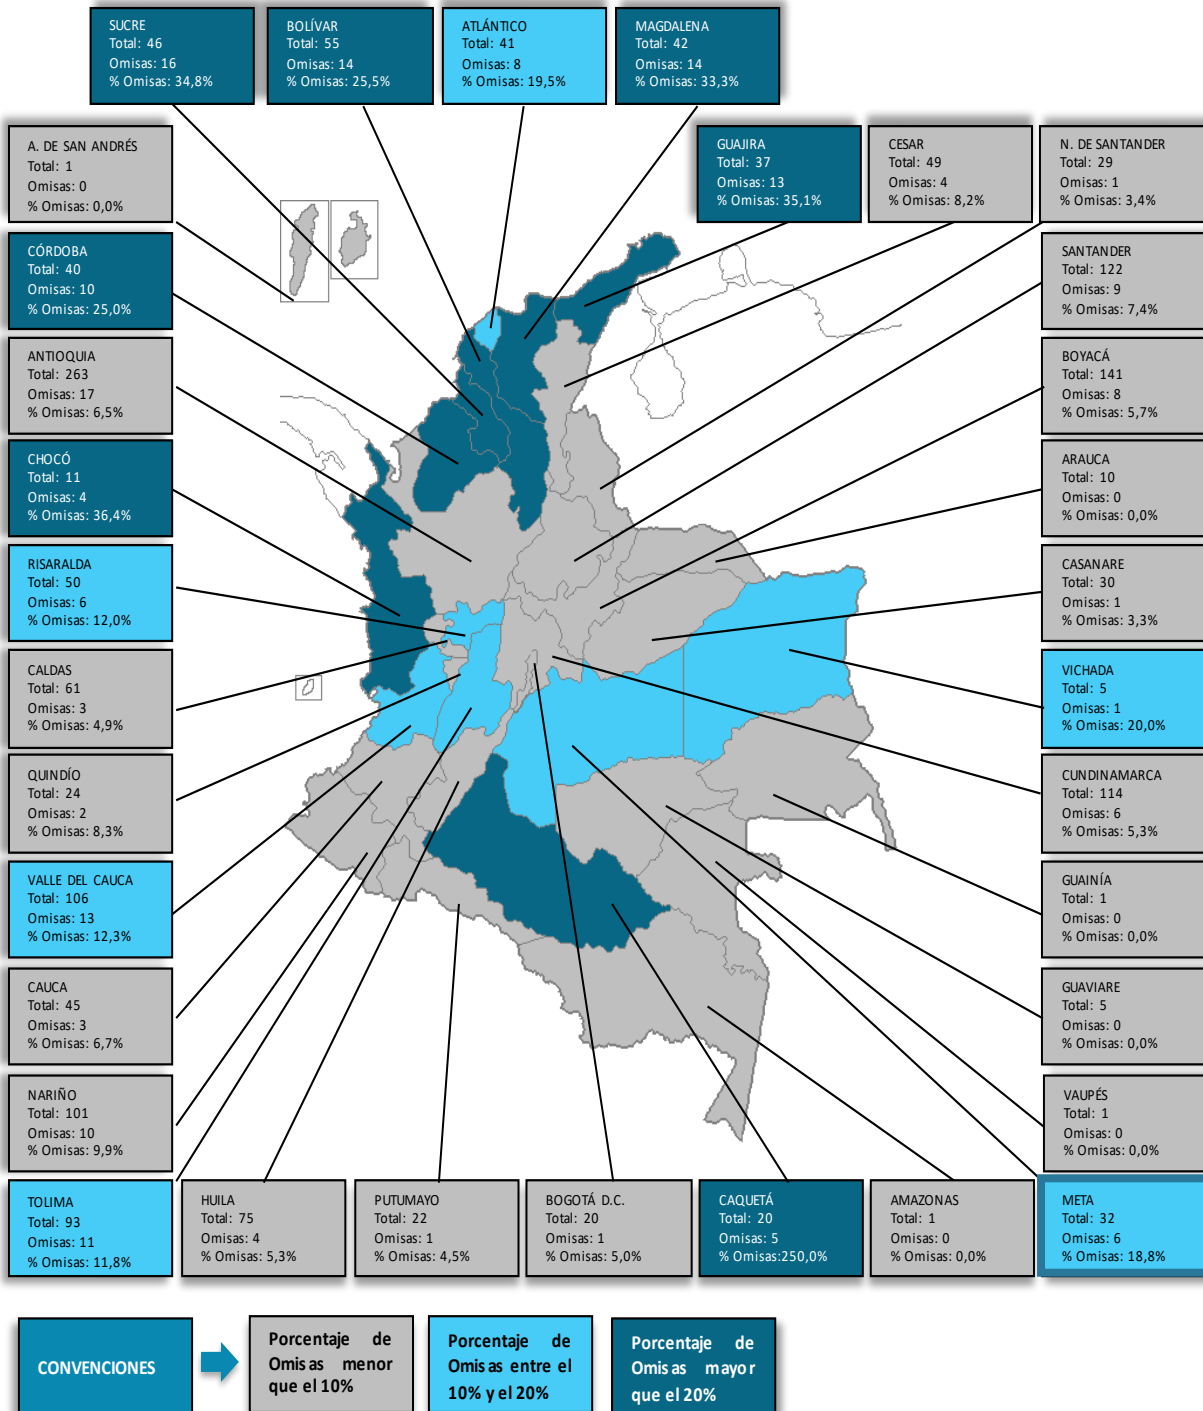 SUCRE
Total: 46
Omisas: 16
% Omisas: 34,8%
BOLÍVAR
Total: 55
Omisas: 14
% Omisas: 25,5%
ATLÁNTICO
Total: 41
Omisas: 8
% Omisas: 19,5%
MAGDALENA
Total: 42
Omisas: 14
% Omisas: 33,3%
A. DE SAN ANDRÉS
Total: 1
Omisas: 0
% Omisas: 0,0%
GUAJIRA
Total: 37
Omisas: 13
% Omisas: 35,1%
CESAR
Total: 49
Omisas: 4
% Omisas: 8,2%
N. DE SANTANDER
Total: 29
Omisas: 1
% Omisas: 3,4%
CÓRDOBA
Total: 40
Omisas: 10
% Omisas: 25,0%
SANTANDER
Total: 122
Omisas: 9
% Omisas: 7,4%
ANTIOQUIA
Total: 263
Omisas: 17
% Omisas: 6,5%
BOYACÁ
Total: 141
Omisas: 8
% Omisas: 5,7%
CHOCÓ
Total: 11
Omisas: 4
% Omisas: 36,4%
ARAUCA
Total: 10
Omisas: 0
% Omisas: 0,0%
RISARALDA
Total: 50
Omisas: 6
% Omisas: 12,0%
CASANARE
Total: 30
Omisas: 1
% Omisas: 3,3%
CALDAS
Total: 61
Omisas: 3
% Omisas: 4,9%
VICHADA
Total: 5
Omisas: 1
% Omisas: 20,0%
QUINDÍO
Total: 24
Omisas: 2
% Omisas: 8,3%
CUNDINAMARCA
Total: 114
Omisas: 6
% Omisas: 5,3%
VALLE DEL CAUCA
Total: 106
Omisas: 13
% Omisas: 12,3%
GUAINÍA
Total: 1
Omisas: 0
% Omisas: 0,0%
CAUCA
Total: 45
Omisas: 3
% Omisas: 6,7%
GUAVIARE
Total: 5
Omisas: 0
% Omisas: 0,0%
NARIÑO
Total: 101
Omisas: 10
% Omisas: 9,9%
VAUPÉS
Total: 1
Omisas: 0
% Omisas: 0,0%
TOLIMA
Total: 93
Omisas: 11
% Omisas: 11,8%
HUILA
Total: 75
Omisas: 4
% Omisas: 5,3%
PUTUMAYO
Total: 22
Omisas: 1
% Omisas: 4,5%
BOGOTÁ D.C.
Total: 20
Omisas: 1
% Omisas: 5,0%
CAQUETÁ
Total: 20
Omisas: 5
% Omisas:250,0%
AMAZONAS
Total: 1
Omisas: 0
% Omisas: 0,0%
META
Total: 32
Omisas: 6
% Omisas: 18,8%
CONVENCIONES
Porcentaje de
Omisas menor
que el 10%
Porcentaje de
Omisas entre el
10% y el 20%
Porcentaje de
Omisas mayor
que el 20%